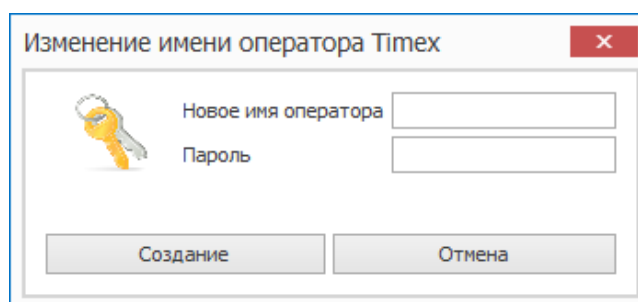 Изменение имени оператора Timex
Новое имя оператора
Пароль
Создание Отмена